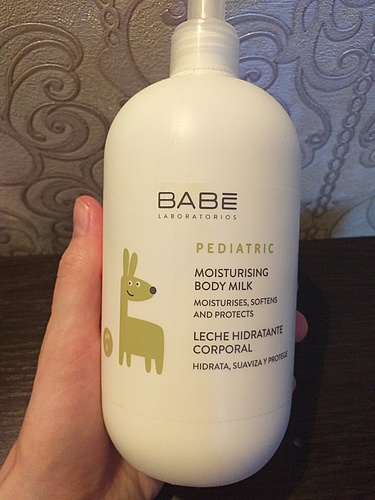 BABĒ
LABORATORIOS
PEDIATRIC
MOISTURISING
BODY MILK
MOISTURISES, SOFTENS
AND PROTECTS
LECHE HIDRATANTE
CORPORAL
HIDRATA, SUAVIZA Y PROTEGE